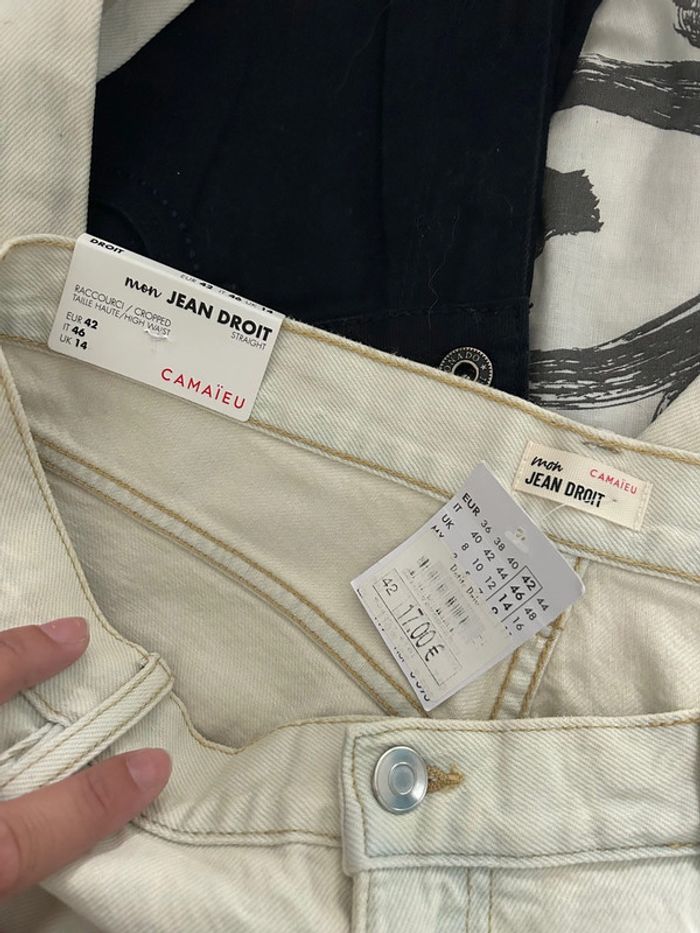 DROIT
EUR 42 IT 46 UK 14
mon JEAN DROIT
STRAIGHT
RACCOURCI / CROPPED
TAILLE HAUTE/HIGH WAIST
EUR 42
IT 46
UK 14
CAMAÏEU
mon CAMAÏEU
JEAN DROIT
EUR 36 38 40 42 44
IT 40 42 44 46 48
UK 8 10 12 14 16
42
17.00 €